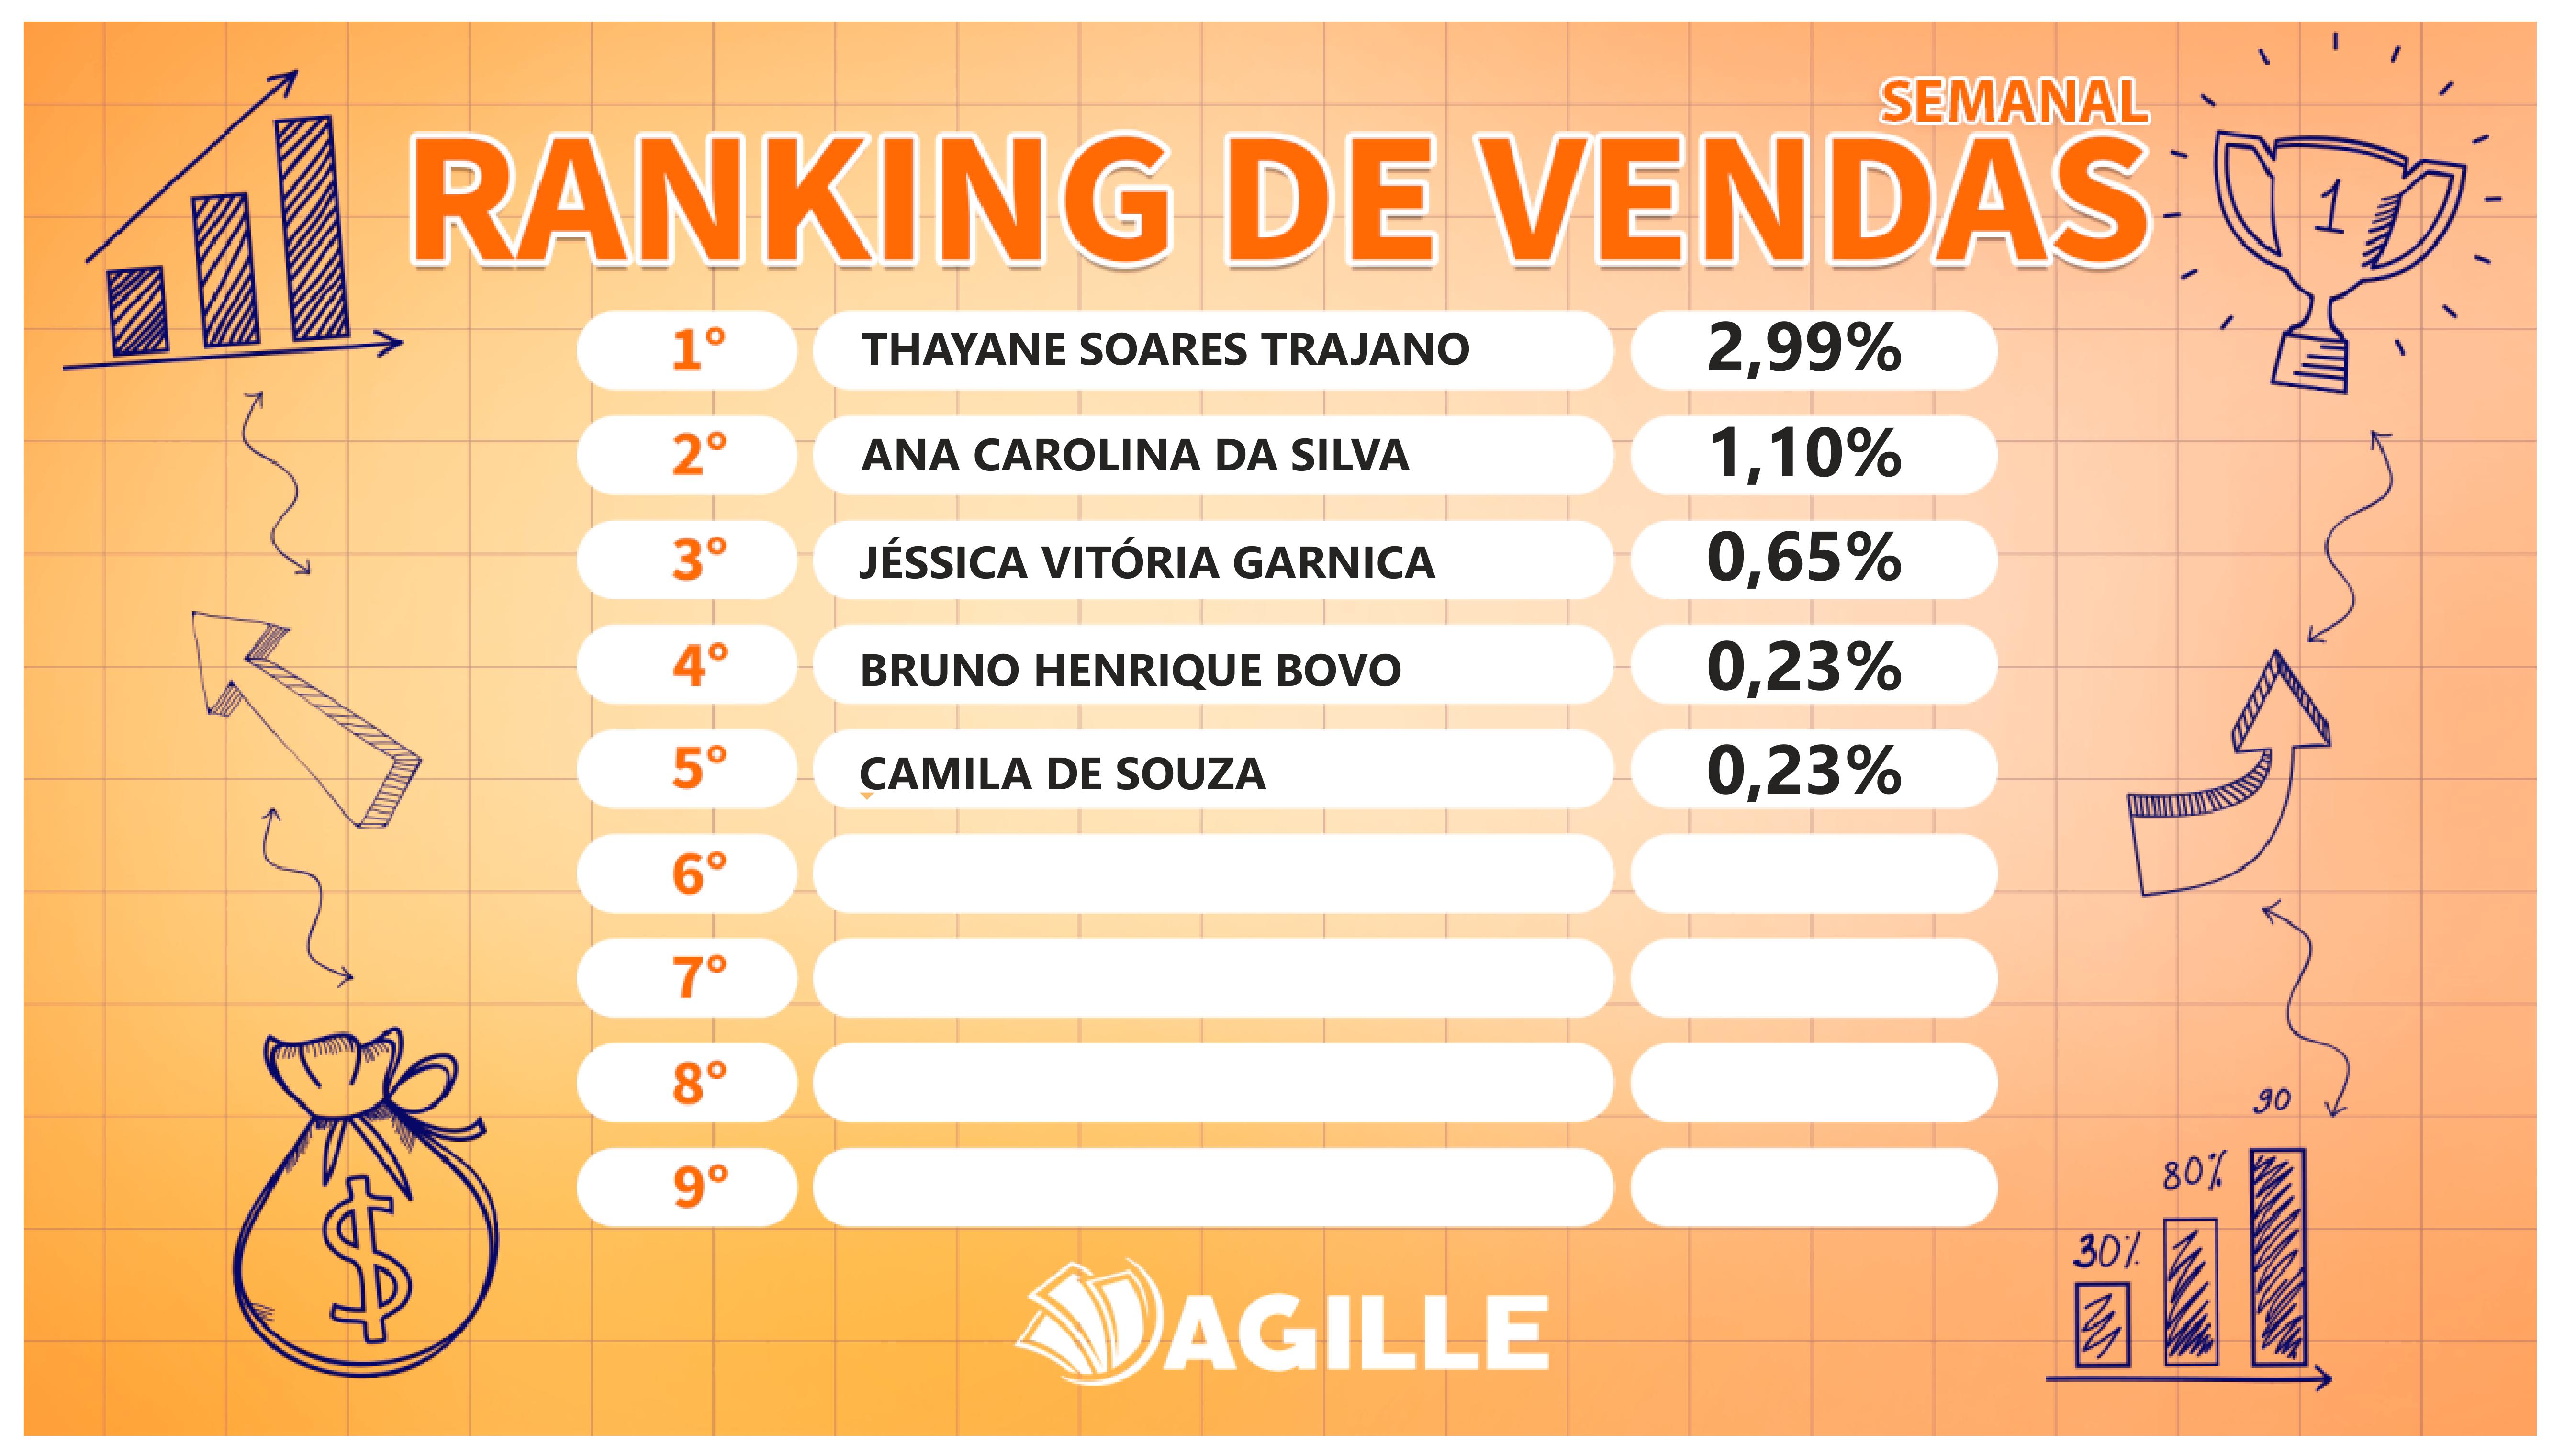 SEMANAL
RANKING DE VENDAS
1
1° THAYANE SOARES TRAJANO 2,99%
2° ANA CAROLINA DA SILVA 1,10%
3° JÉSSICA VITÓRIA GARNICA 0,65%
4° BRUNO HENRIQUE BOVO 0,23%
5° CAMILA DE SOUZA 0,23%
6°
7°
8°
9°
$
90
80%
30%
AGILLE